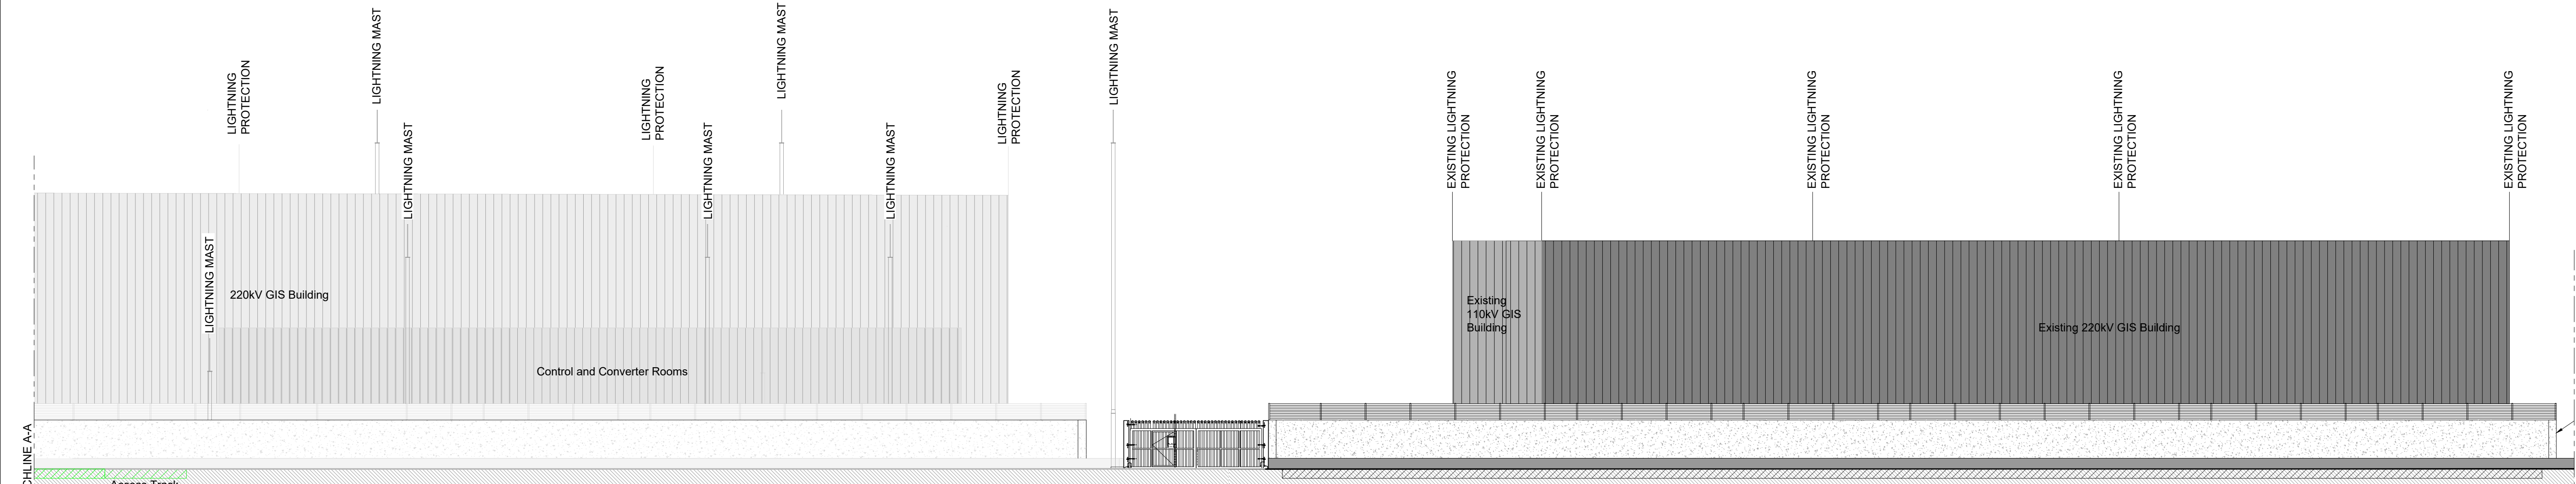 LIGHTNING
PROTECTION
LIGHTNING MAST
LIGHTNING MAST
LIGHTNING MAST
LIGHTNING
PROTECTION
LIGHTNING MAST
LIGHTNING MAST
LIGHTNING MAST
LIGHTNING
PROTECTION
LIGHTNING MAST
EXISTING LIGHTNING
PROTECTION
EXISTING LIGHTNING
PROTECTION
EXISTING LIGHTNING
PROTECTION
EXISTING LIGHTNING
PROTECTION
EXISTING LIGHTNING
PROTECTION
220kV GIS Building
Control and Converter Rooms
Existing
110kV GIS
Building
Existing 220kV GIS Building
CHLINE A-A
Access Track